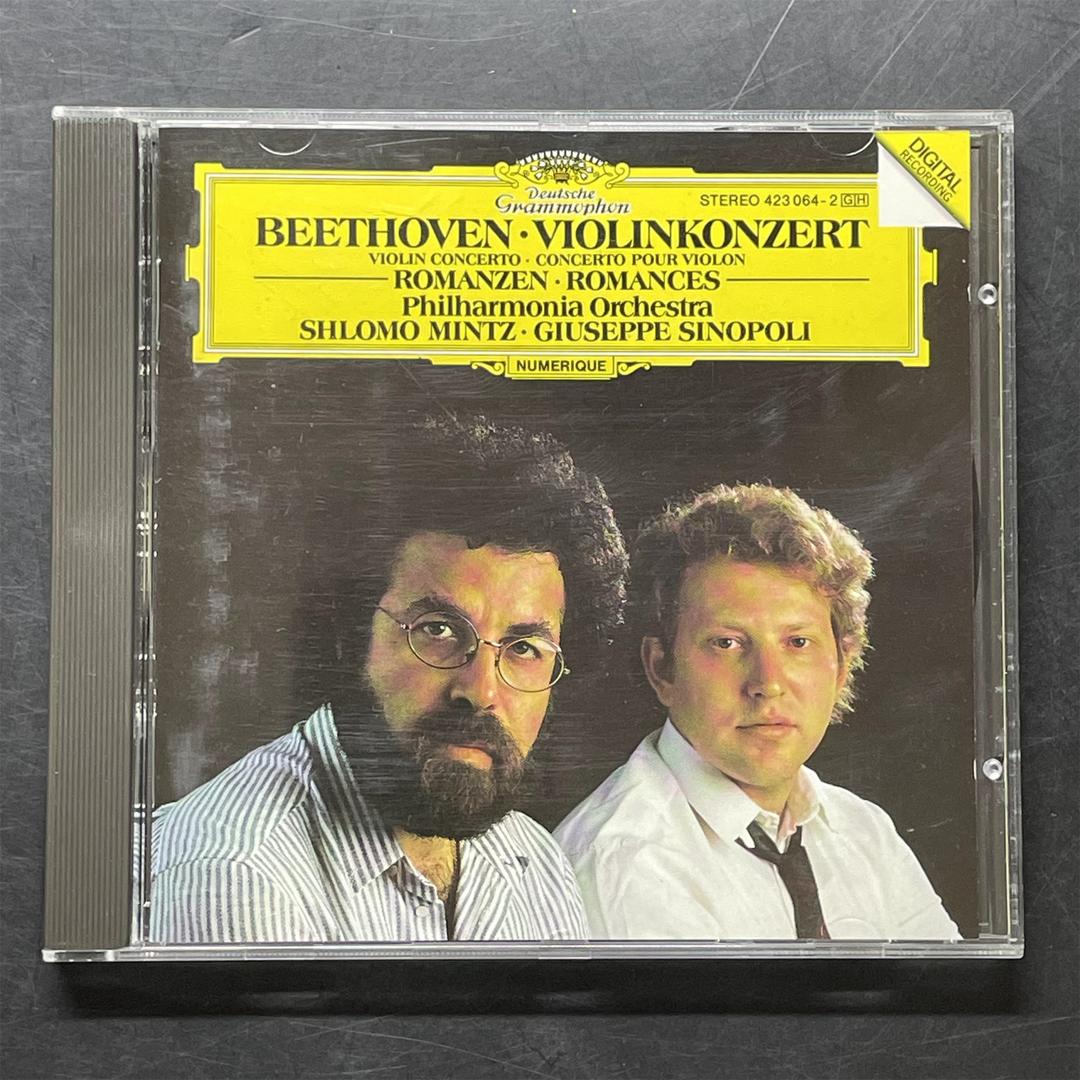 Deutsche
Grammophon
STEREO 423 064-2 GH
DIGITAL
RECORDING
BEETHOVEN · VIOLINKONZERT
VIOLIN CONCERTO · CONCERTO POUR VIOLON
ROMANZEN · ROMANCES
Philharmonia Orchestra
SHLOMO MINTZ · GIUSEPPE SINOPOLI
NUMERIQUE